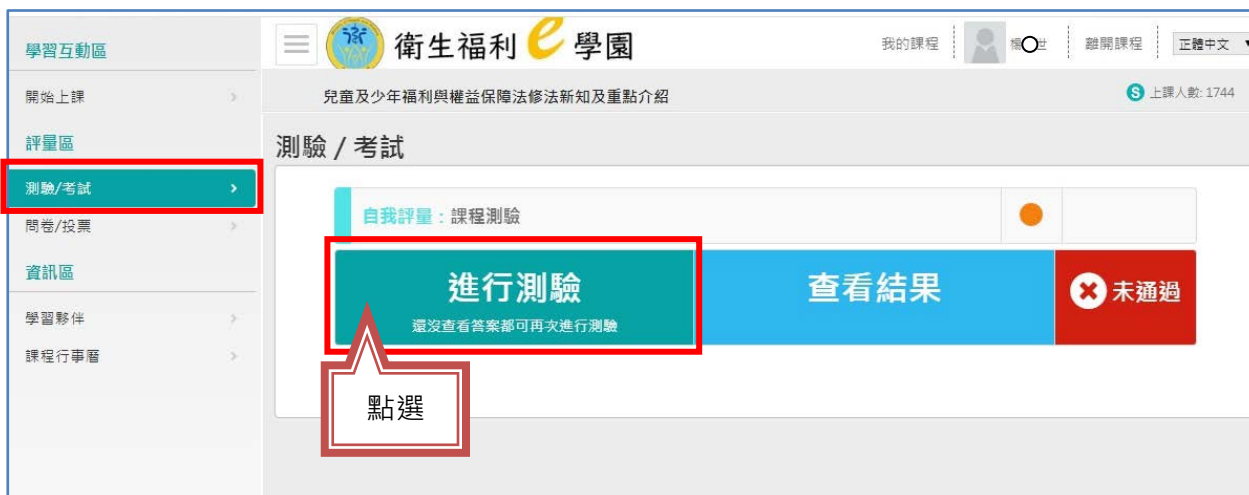 學習互動區
開始上課
評量區
測驗/考試
問卷/投票
資訊區
學習夥伴
課程行事曆
衛生福利e學園
我的課程
楊 世
離開課程
正體中文
兒童及少年福利與權益保障法修法新知及重點介紹
S 上課人數: 1744
測驗 / 考試
自我評量：課程測驗
進行測驗
還沒查看答案都可再次進行測驗
查看結果
未通過
點選